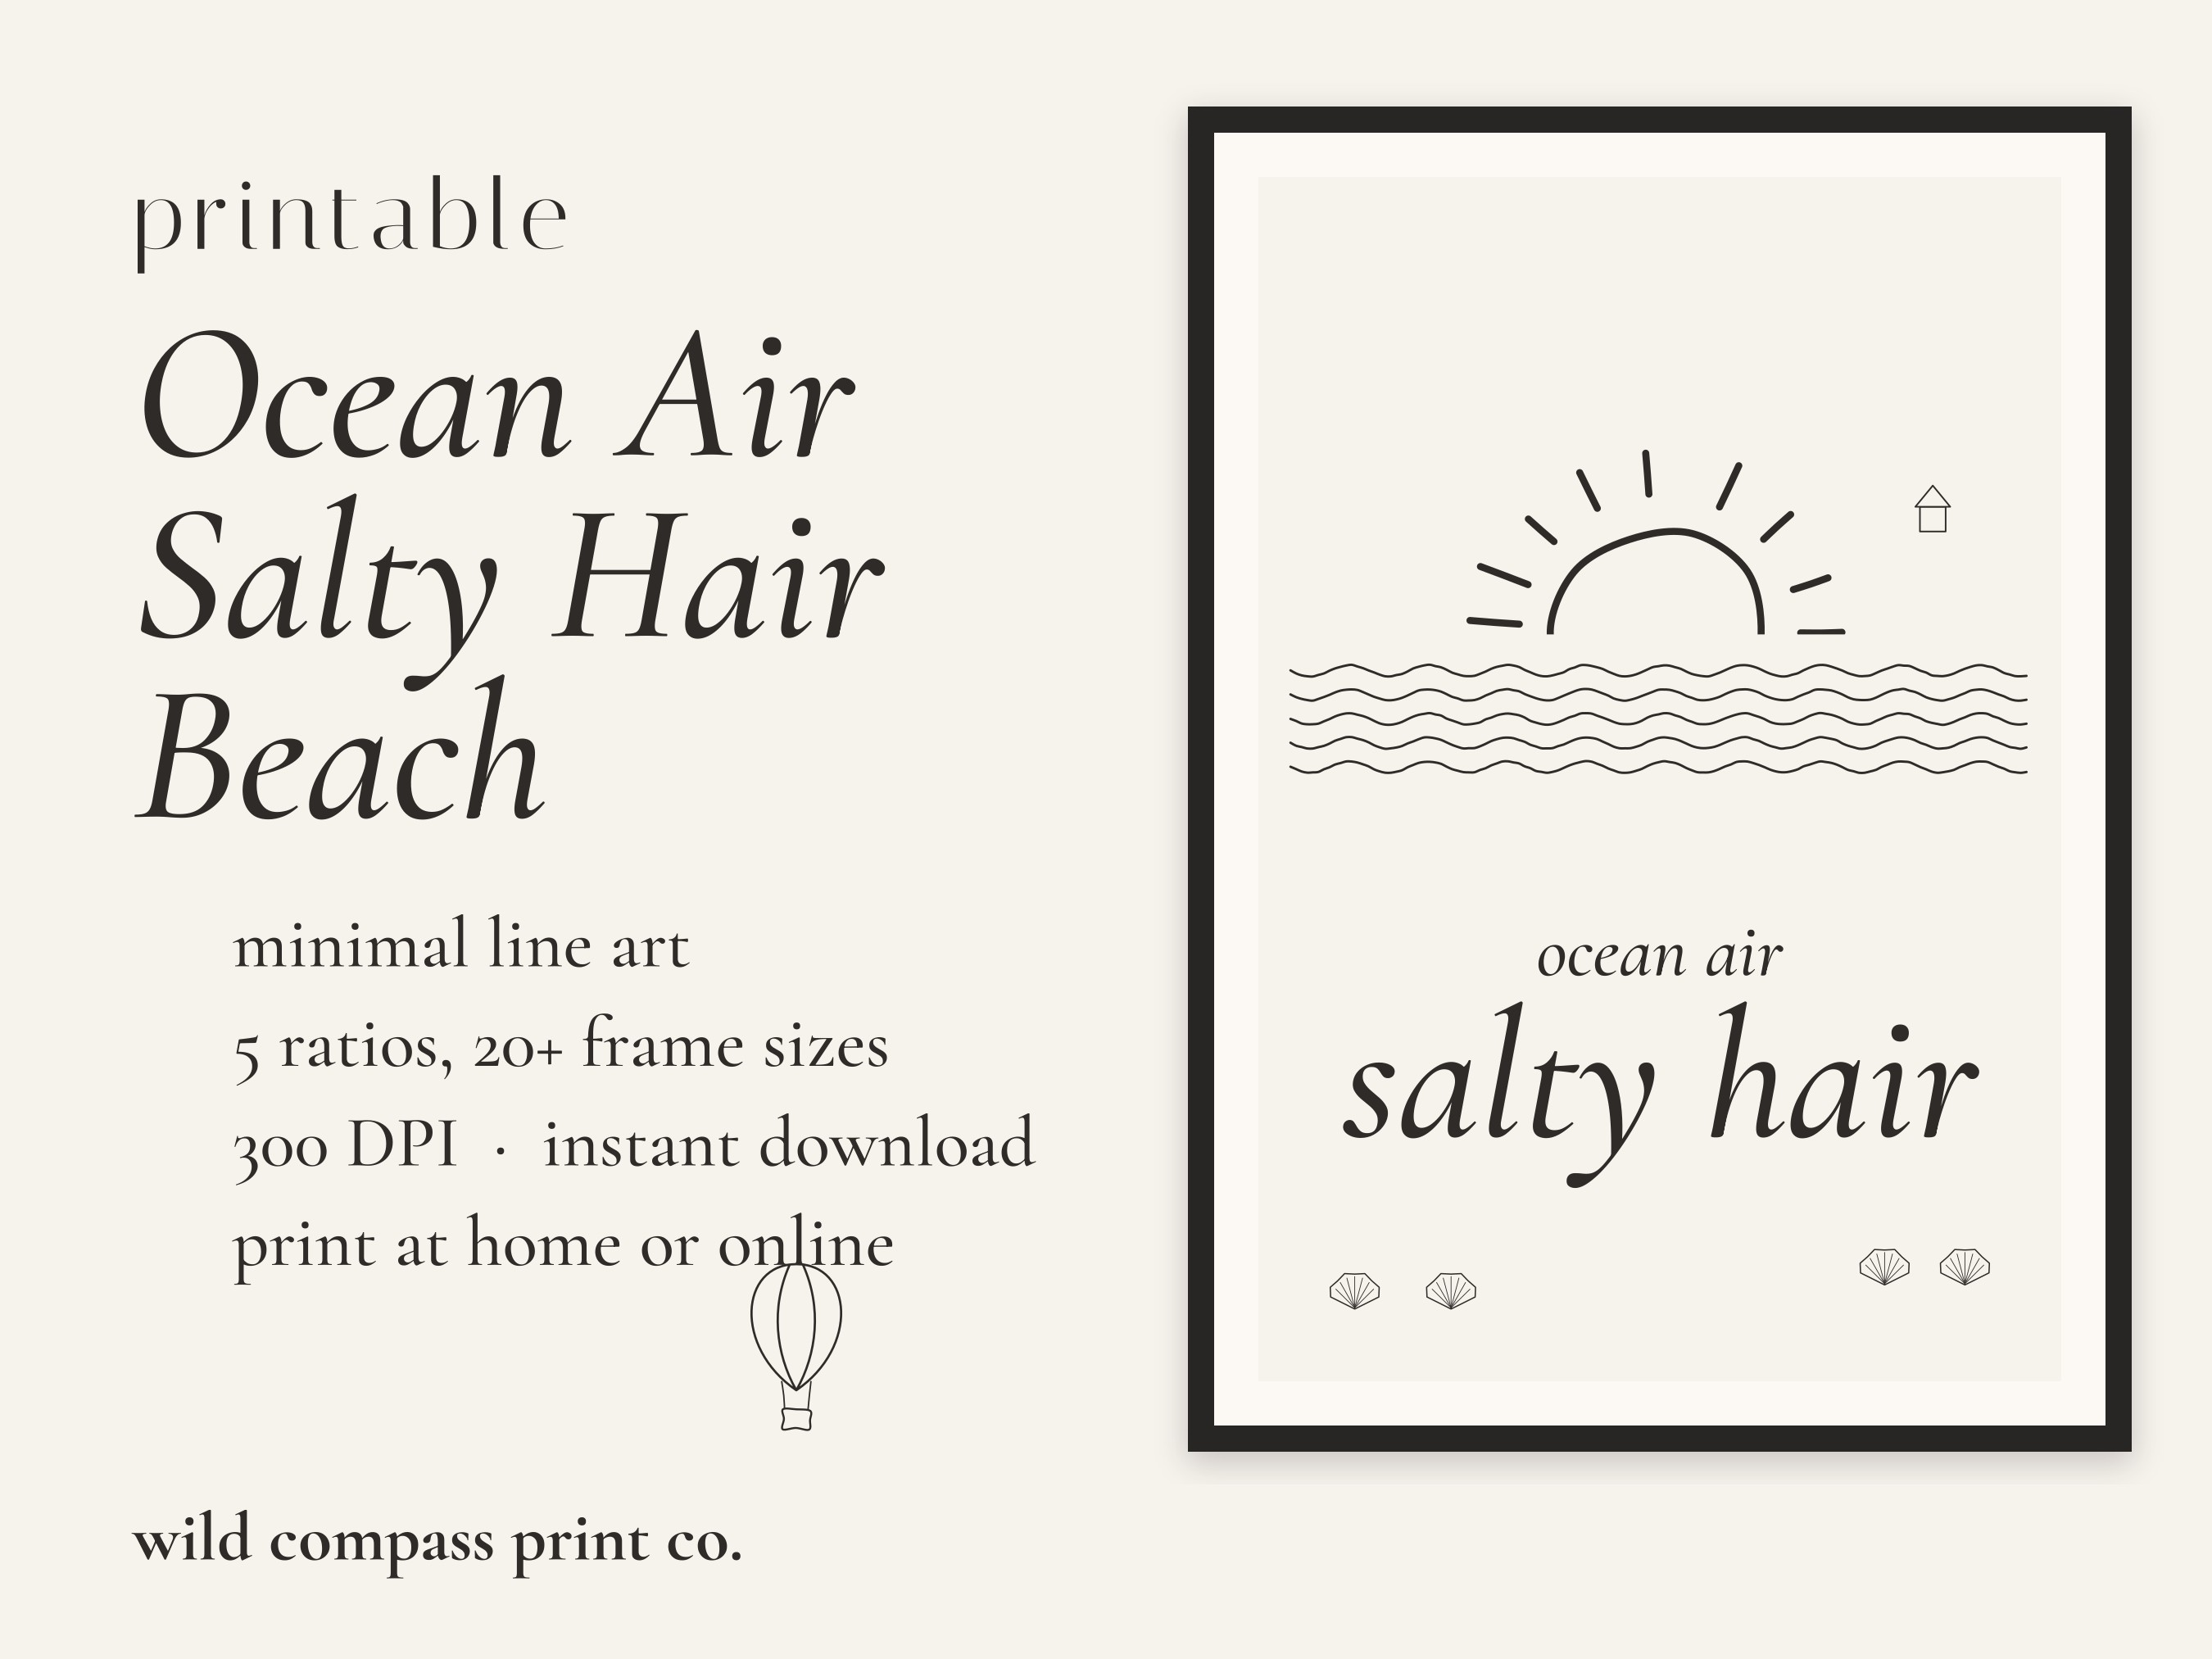 printable
Ocean Air
Salty Hair
Beach
minimal line art
5 ratios, 20+ frame sizes
300 DPI · instant download
print at home or online
wild compass print co.
ocean air
salty hair